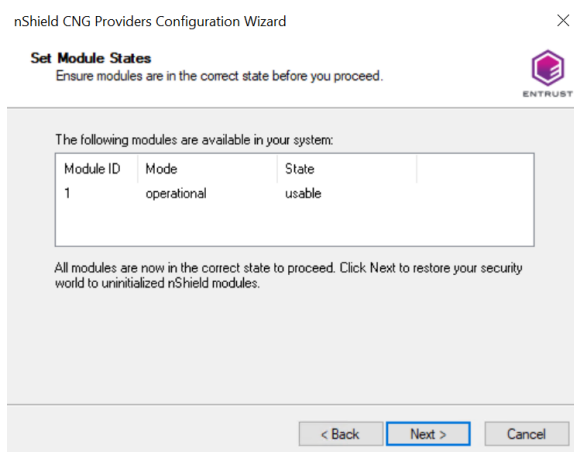 nShield CNG Providers Configuration Wizard
Set Module States
Ensure modules are in the correct state before you proceed.
ENTRUST
The following modules are available in your system:
Module ID Mode State
1 operational usable
All modules are now in the correct state to proceed. Click Next to restore your security
world to uninitialized nShield modules.
< Back Next > Cancel